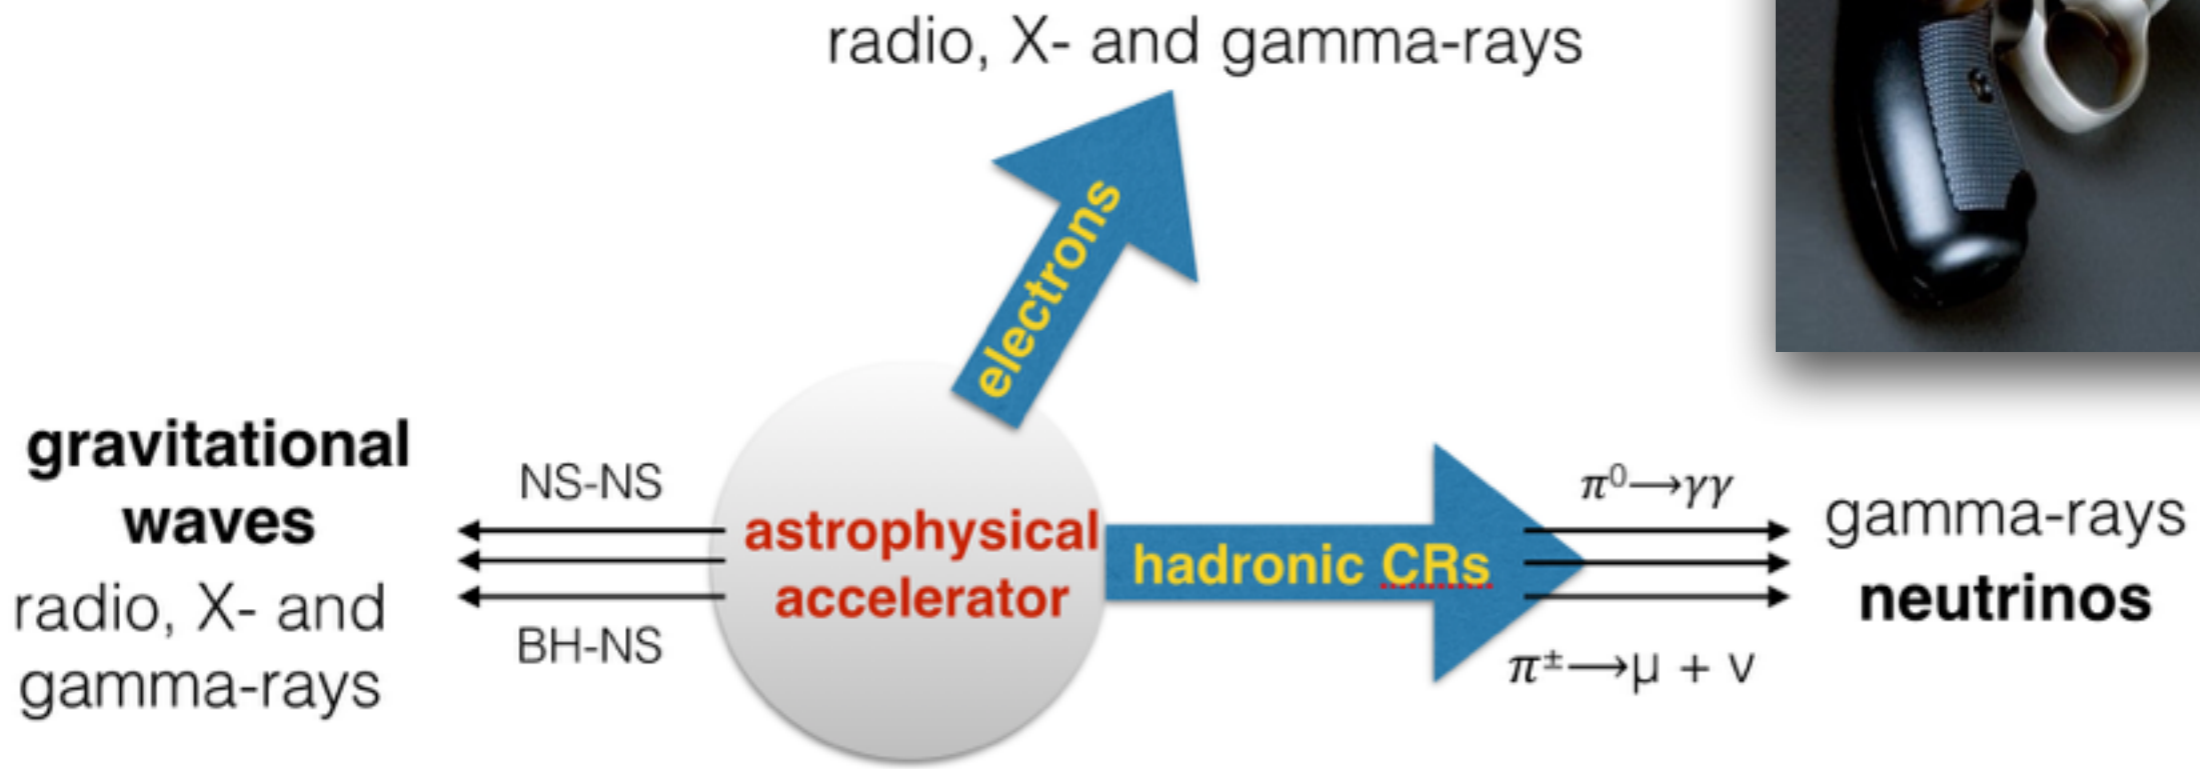 radio, X- and gamma-rays
electrons
gravitational
waves
radio, X- and
gamma-rays
NS-NS
BH-NS
astrophysical
accelerator
hadronic CRs
π⁰→γγ
π±→μ + ν
gamma-rays
neutrinos